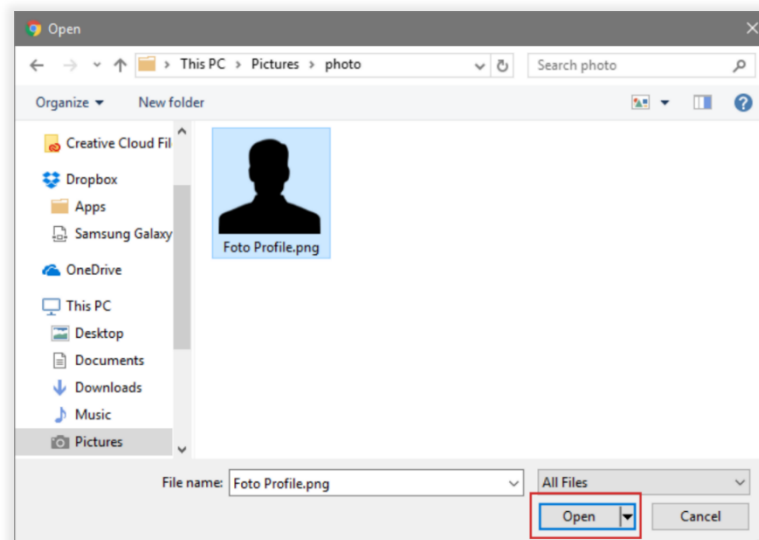 Open
This PC > Pictures > photo
Search photo
Organize
New folder
Creative Cloud Fil
Dropbox
Apps
Samsung Galaxy
OneDrive
This PC
Desktop
Documents
Downloads
Music
Pictures
Foto Profile.png
File name: Foto Profile.png
All Files
Open
Cancel